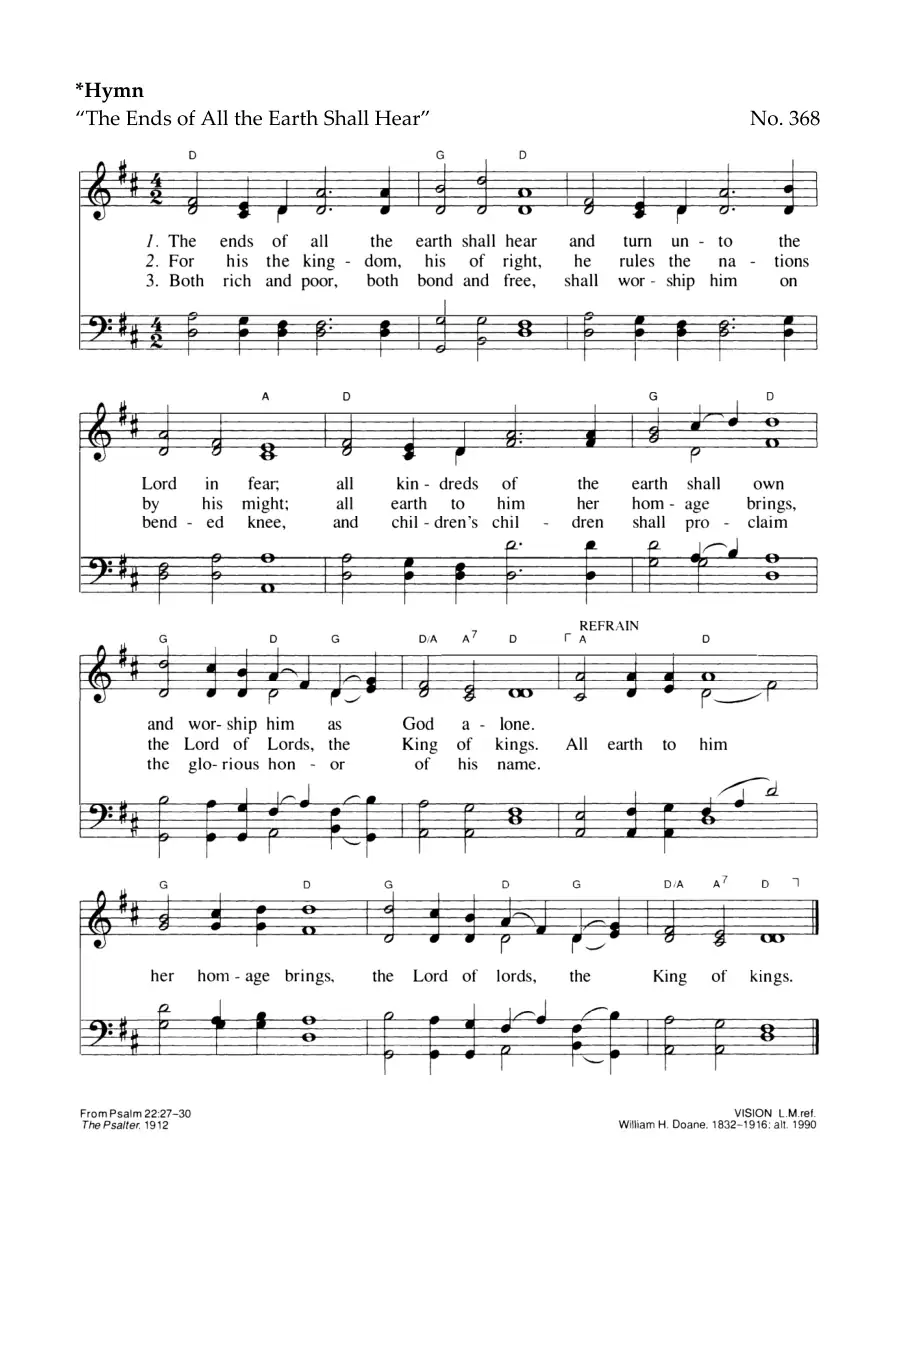 *Hymn
“The Ends of All the Earth Shall Hear” No. 368
D G D
4 2
1. The ends of all the earth shall hear and turn un - to the
2. For his the king - dom, his of right, he rules the na - tions
3. Both rich and poor, both bond and free, shall wor - ship him on
4 2
A D G D
Lord in fear; all kin - dreds of the earth shall own
by his might; all earth to him her hom - age brings,
bend - ed knee, and chil - dren’s chil - dren shall pro - claim
REFRAIN
G D G D/A A7 D A D
and wor- ship him as God a - lone.
the Lord of Lords, the King of kings. All earth to him
the glo- rious hon - or of his name.
G D G D G D/A A7 D
her hom - age brings, the Lord of lords, the King of kings.
From Psalm 22:27–30 VISION L.M.ref.
The Psalter, 1912 William H. Doane, 1832–1916; alt. 1990